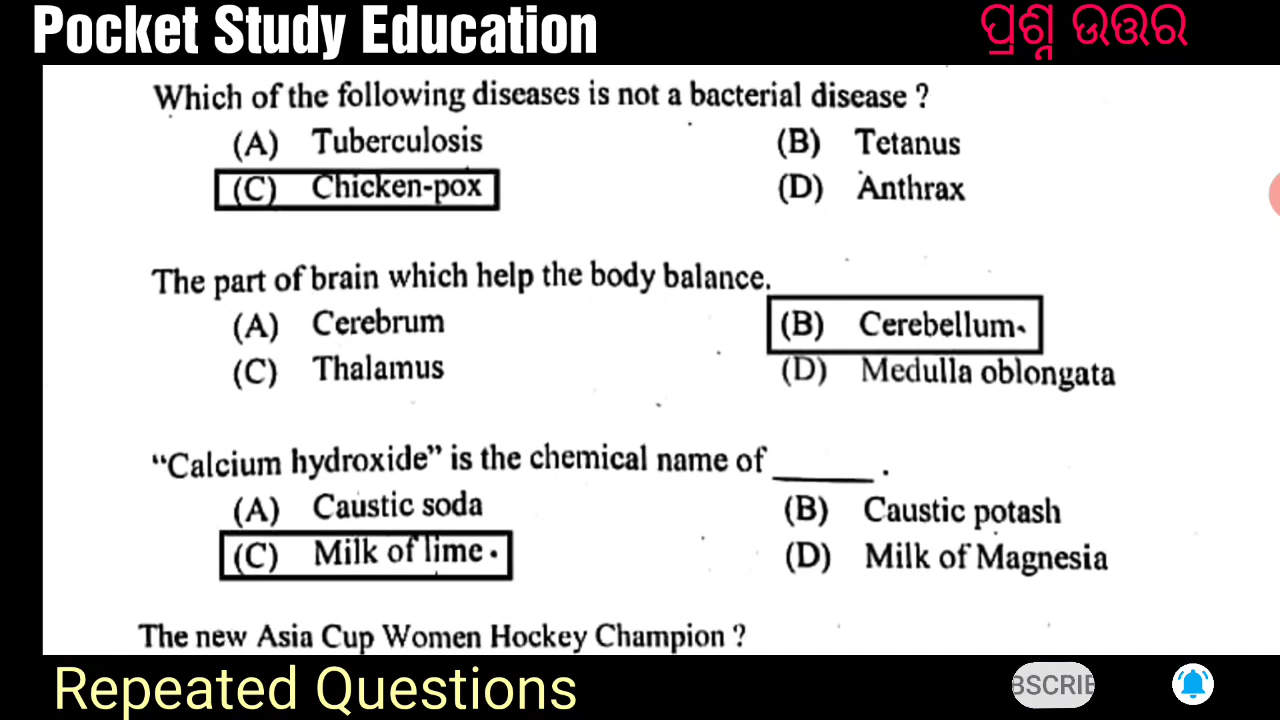 Pocket Study Education
ପ୍ରଶ୍ନ ଉତ୍ତର
Which of the following diseases is not a bacterial disease ?
(A) Tuberculosis (B) Tetanus
(C) Chicken-pox (D) Anthrax
The part of brain which help the body balance.
(A) Cerebrum (B) Cerebellum
(C) Thalamus (D) Medulla oblongata
“Calcium hydroxide” is the chemical name of ______ .
(A) Caustic soda (B) Caustic potash
(C) Milk of lime (D) Milk of Magnesia
The new Asia Cup Women Hockey Champion ?
Repeated Questions
BSCRIE